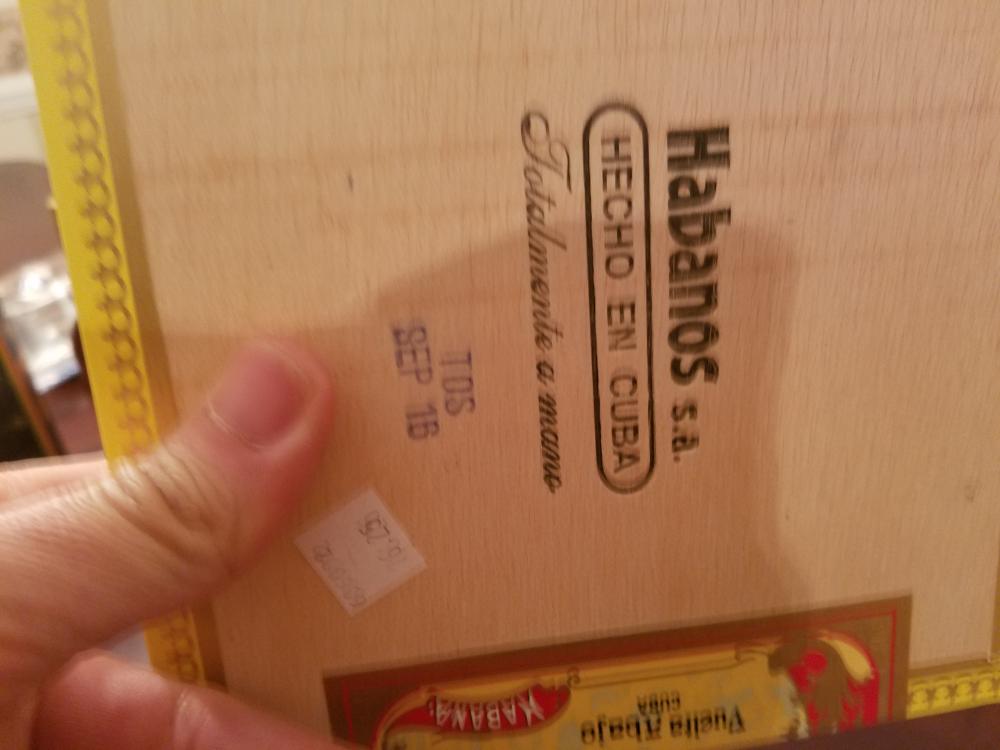 Habanos s.a.
HECHO EN CUBA
Totalmente a mano
TOS
SEP 16
HABANA
Vuelta Abajo
CUBA